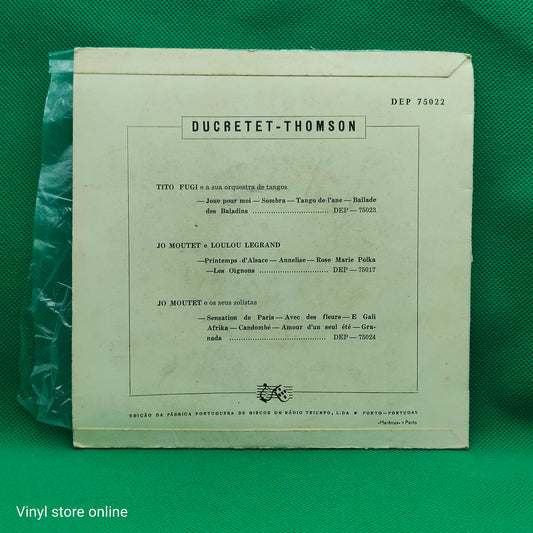 DEP 75022
DUCRETET-THOMSON
TITO FUGI e a sua orquestra de tangos
—Joue pour moi — Sombra — Tango de l'ane — Ballade
des Baladins ................................ DEP — 75023
JO MOUTET e LOULOU LEGRAND
—Printemps d'Alsace — Annelise — Rose Marie Polka
—Les Oignons ............................. DEP — 75017
JO MOUTET e os seus solistas
—Sensation de Paris — Avec des fleurs — E Gali
Afrika — Candombé — Amour d'un seul été — Gra-
nada ......................................... DEP — 75024
EDIÇÃO DA FÁBRICA PORTUGUESA DE DISCOS DA RÁDIO TRIUNFO, L.DA • PORTO — PORTUGAL
«Marânus» • Porto
Vinyl store online